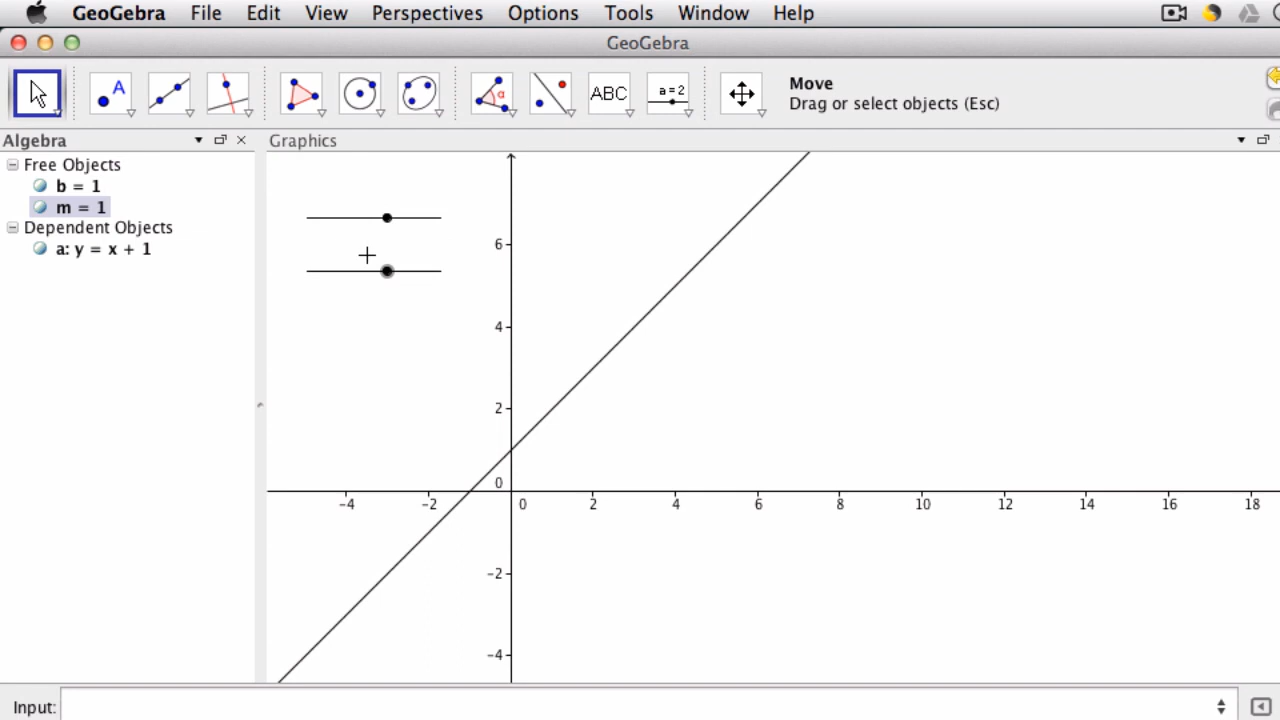 GeoGebra File Edit View Perspectives Options Tools Window Help
GeoGebra
A
α
ABC
a = 2
Move
Drag or select objects (Esc)
Algebra
Graphics
Free Objects
b = 1
m = 1
Dependent Objects
a: y = x + 1
6
4
2
0
−4 −2 0 2 4 6 8 10 12 14 16 18
−2
−4
Input: